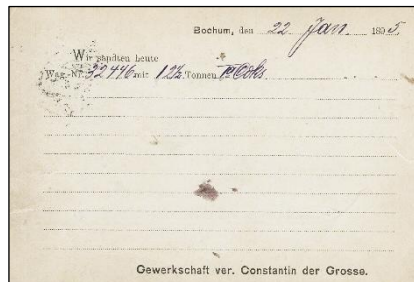 Bochum, den 22 Jan. 1895.
Wir sandten heute
Wag.-Nr. 32446 mit 12½ Tonnen Ia Coks
Gewerkschaft ver. Constantin der Grosse.